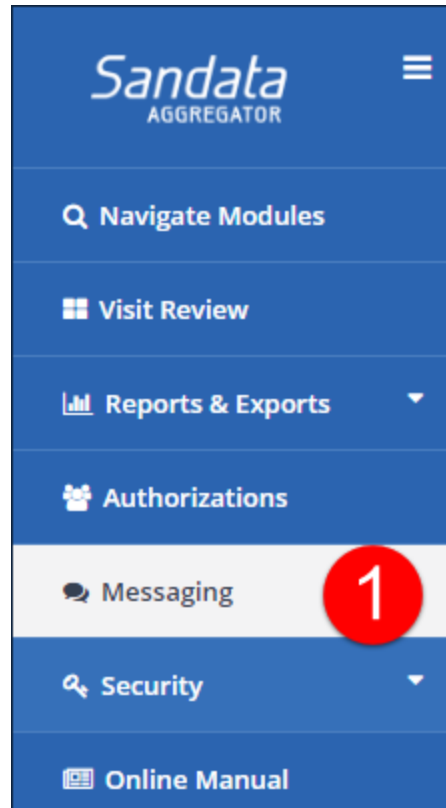 Sandata
AGGREGATOR
Navigate Modules
Visit Review
Reports & Exports
Authorizations
Messaging
1
Security
Online Manual